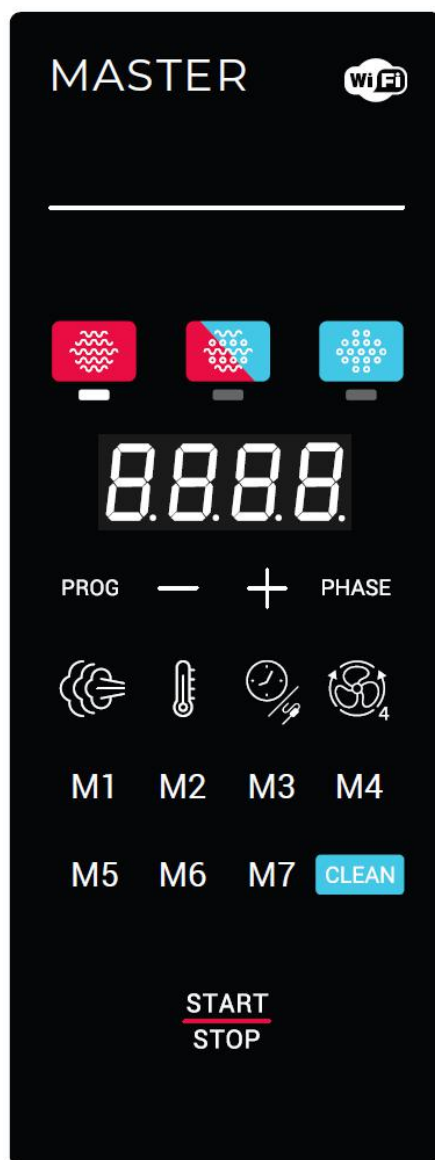 MASTER WiFi
8.8.8.8.
PROG — + PHASE
4
M1 M2 M3 M4
M5 M6 M7 CLEAN
START
STOP